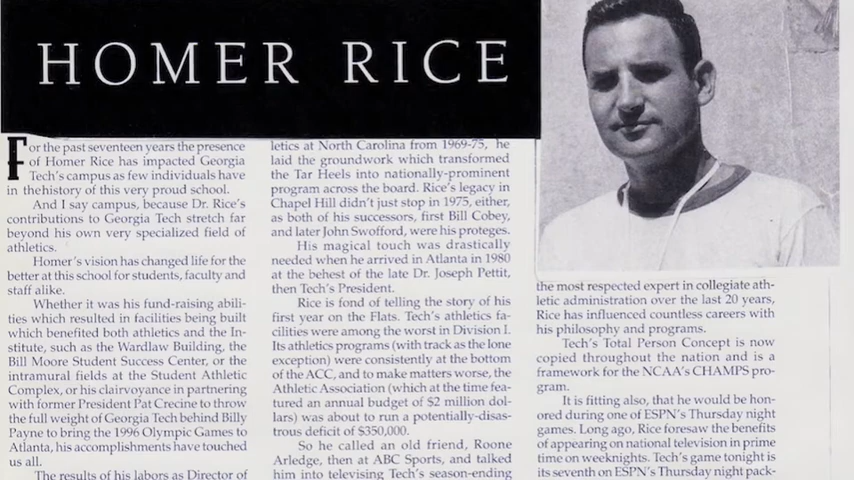 HOMER RICE
For the past seventeen years the presence
of Homer Rice has impacted Georgia
Tech's campus as few individuals have
in thehistory of this very proud school.
And I say campus, because Dr. Rice's
contributions to Georgia Tech stretch far
beyond his own very specialized field of
athletics.
Homer's vision has changed life for the
better at this school for students, faculty and
staff alike.
Whether it was his fund-raising abili-
ties which resulted in facilities being built
which benefited both athletics and the In-
stitute, such as the Wardlaw Building, the
Bill Moore Student Success Center, or the
intramural fields at the Student Athletic
Complex, or his clairvoyance in partnering
with former President Pat Crecine to throw
the full weight of Georgia Tech behind Billy
Payne to bring the 1996 Olympic Games to
Atlanta, his accomplishments have touched
us all.
The results of his labors as Director of
letics at North Carolina from 1969-75, he
laid the groundwork which transformed
the Tar Heels into nationally-prominent
program across the board. Rice's legacy in
Chapel Hill didn't just stop in 1975, either,
as both of his successors, first Bill Cobey,
and later John Swofford, were his proteges.
His magical touch was drastically
needed when he arrived in Atlanta in 1980
at the behest of the late Dr. Joseph Pettit,
then Tech's President.
Rice is fond of telling the story of his
first year on the Flats. Tech's athletics fa-
cilities were among the worst in Division I.
Its athletics programs (with track as the lone
exception) were consistently at the bottom
of the ACC, and to make matters worse, the
Athletic Association (which at the time fea-
tured an annual budget of $2 million dol-
lars) was about to run a potentially-disas-
trous deficit of $350,000.
So he called an old friend, Roone
Arledge, then at ABC Sports, and talked
him into televising Tech's season-ending
the most respected expert in collegiate ath-
letic administration over the last 20 years,
Rice has influenced countless careers with
his philosophy and programs.
Tech's Total Person Concept is now
copied throughout the nation and is a
framework for the NCAA's CHAMPS pro-
gram.
It is fitting also, that he would be hon-
ored during one of ESPN's Thursday night
games. Long ago, Rice foresaw the benefits
of appearing on national television in prime
time on weeknights. Tech's game tonight is
its seventh on ESPN's Thursday night pack-